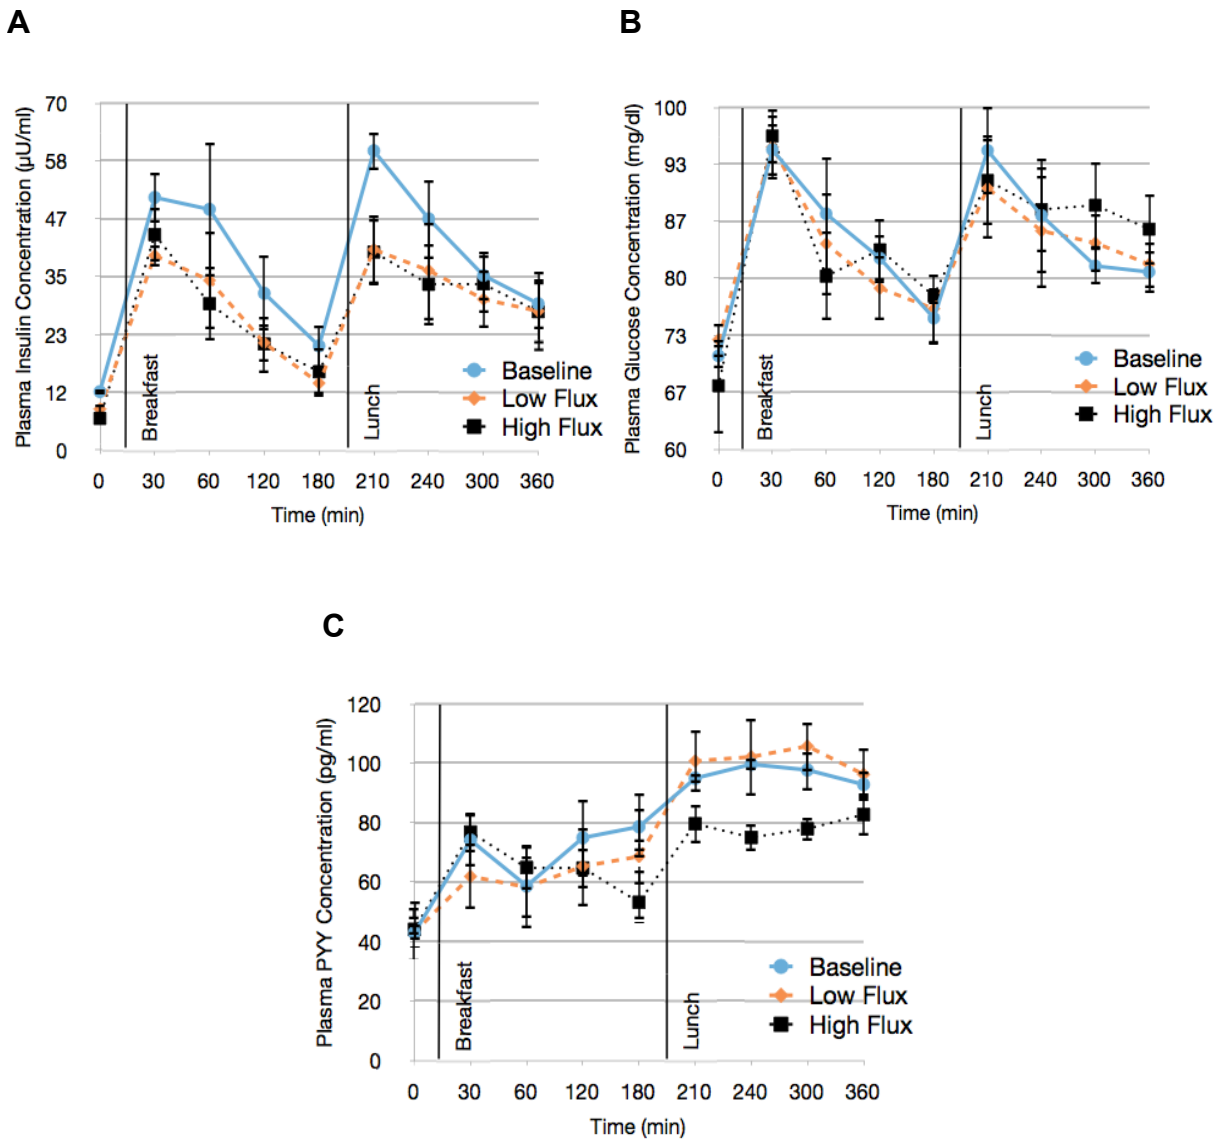 A
Plasma Insulin Concentration (µU/ml)
70
58
47
35
23
12
0
Breakfast
Lunch
Baseline
Low Flux
High Flux
0 30 60 120 180 210 240 300 360
Time (min)
B
Plasma Glucose Concentration (mg/dl)
100
93
87
80
73
67
60
Breakfast
Lunch
Baseline
Low Flux
High Flux
0 30 60 120 180 210 240 300 360
Time (min)
C
Plasma PYY Concentration (pg/ml)
120
100
80
60
40
20
0
Breakfast
Lunch
Baseline
Low Flux
High Flux
0 30 60 120 180 210 240 300 360
Time (min)